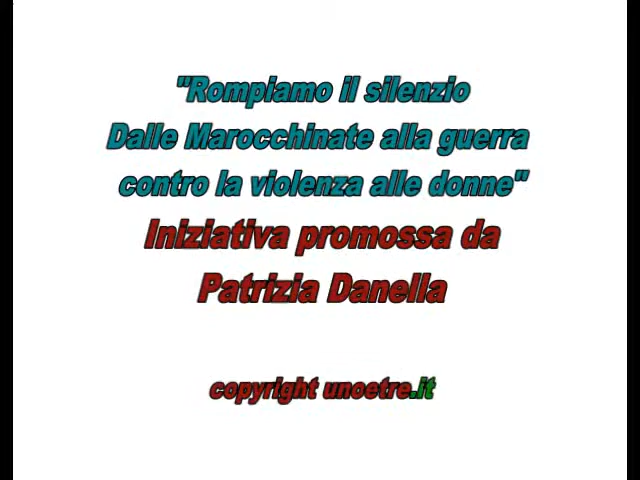 "Rompiamo il silenzio
Dalle Marocchinate alla guerra
contro la violenza alle donne"
Iniziativa promossa da
Patrizia Danella
copyright unoetre.it